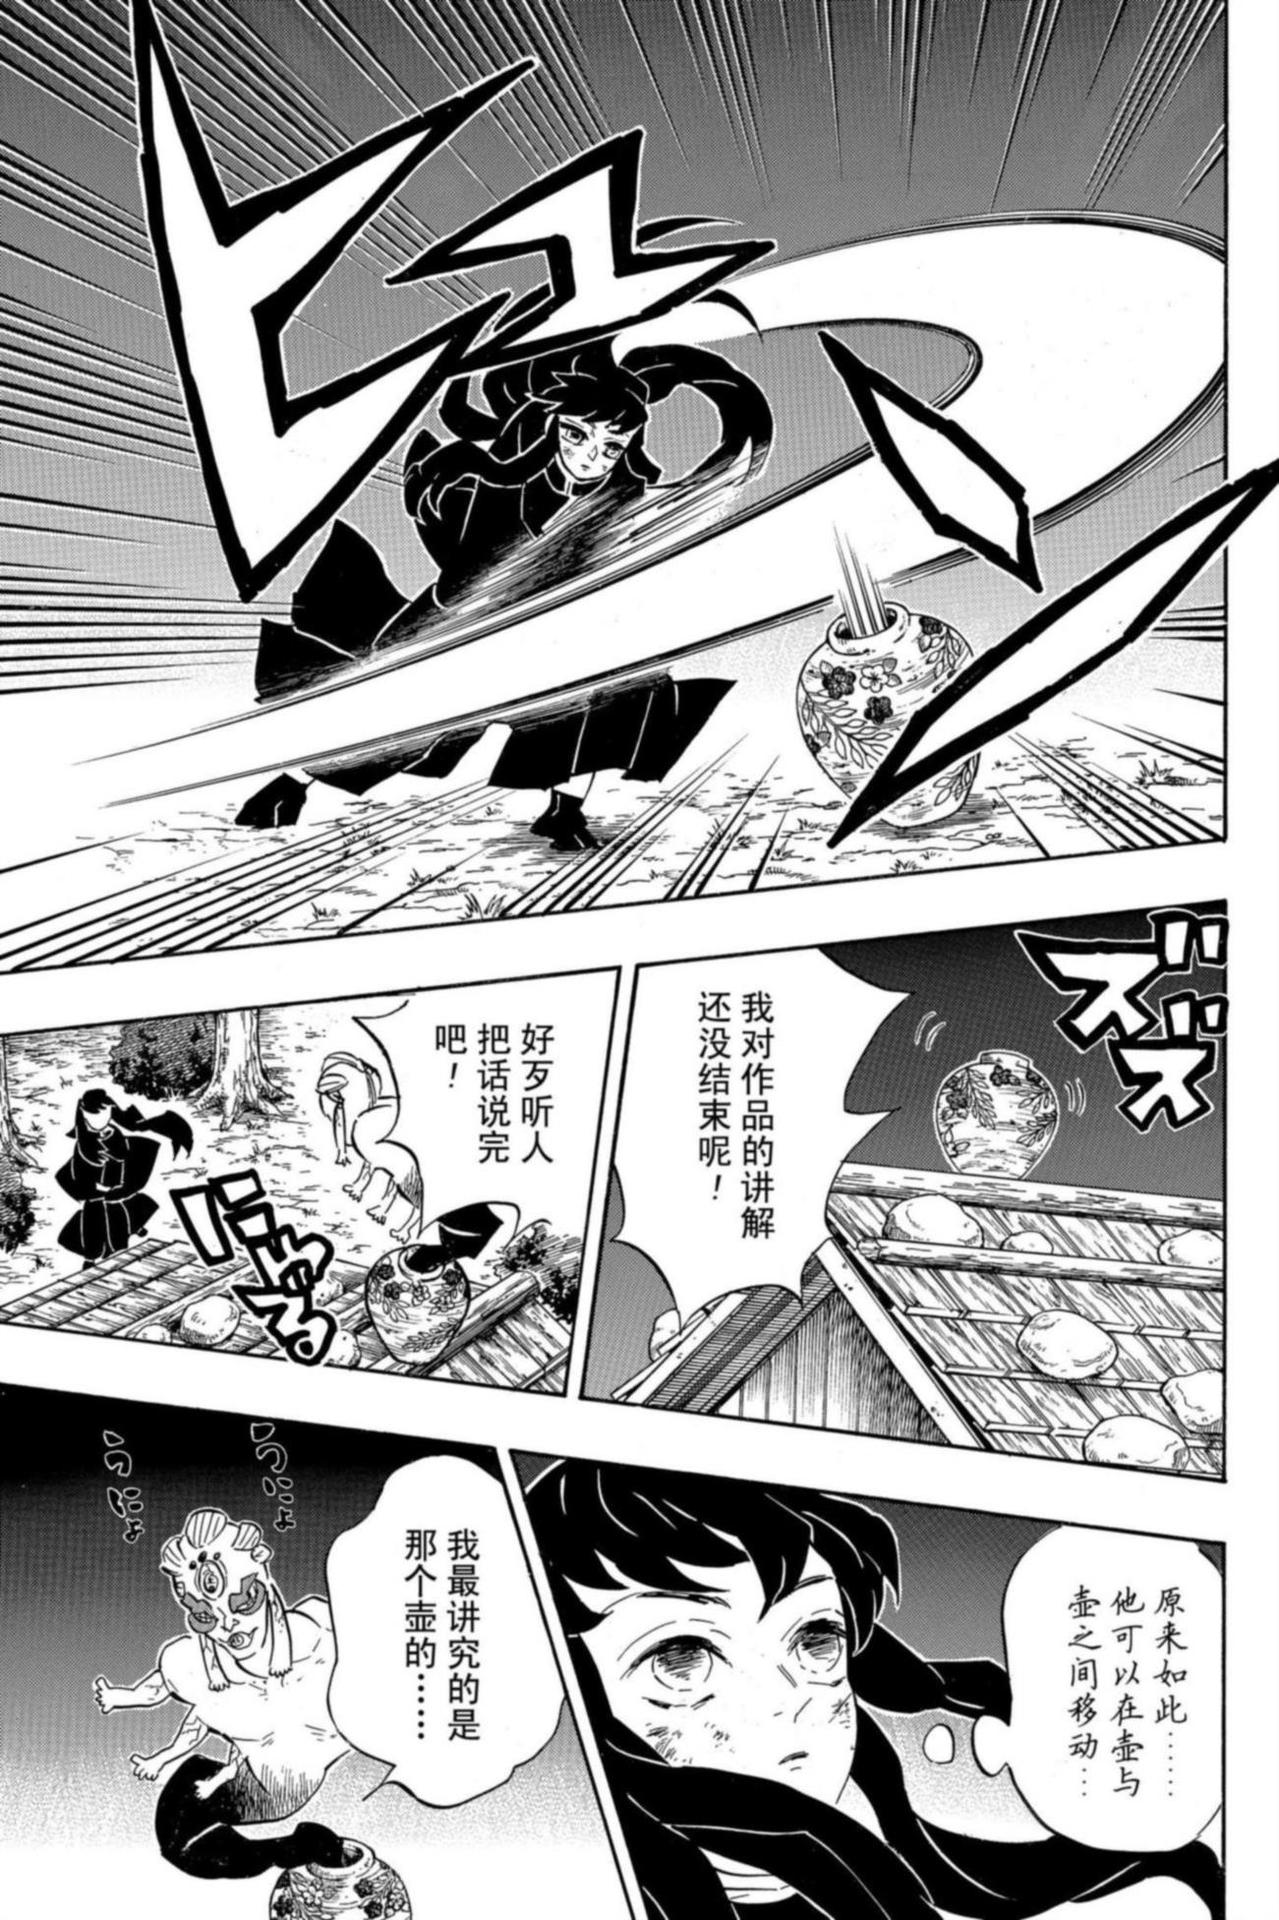 ヒュッ
ズズズ
我对作品的讲解
还没结束呢！
好歹听人
把话说完
吧！
にゅるる
原来如此……
他可以在壶与
壶之间移动…
我最讲究的是
那个壶的……
うにょ
うにょ